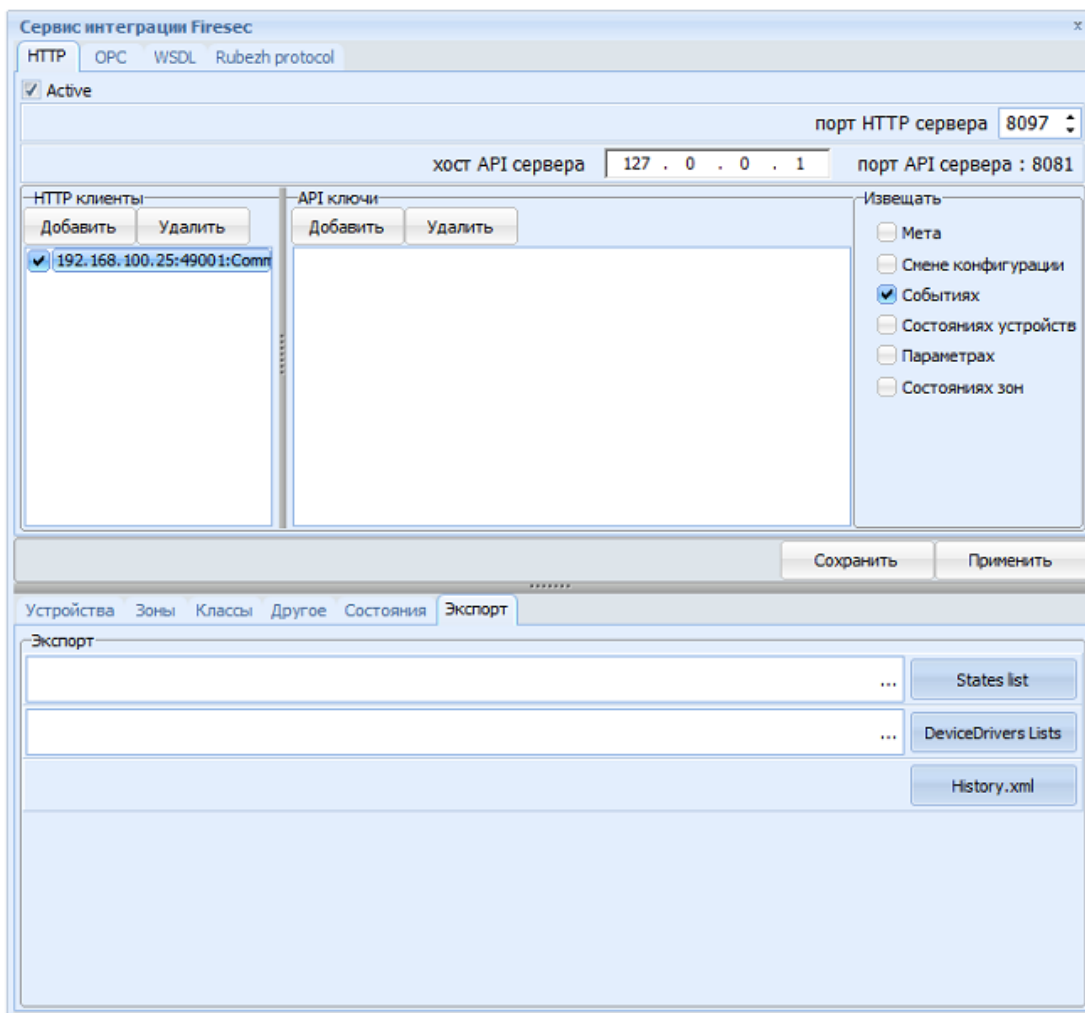 Сервис интеграции Firesec x
HTTP OPC WSDL Rubezh protocol
Active
порт HTTP сервера 8097
хост API сервера 127 . 0 . 0 . 1 порт API сервера : 8081
HTTP клиенты API ключи Извещать
Добавить Удалить Добавить Удалить
192.168.100.25:49001:Comm
Мета
Смене конфигурации
Событиях
Состояниях устройств
Параметрах
Состояниях зон
Сохранить Применить
Устройства Зоны Классы Другое Состояния Экспорт
Экспорт
... States list
... DeviceDrivers Lists
History.xml